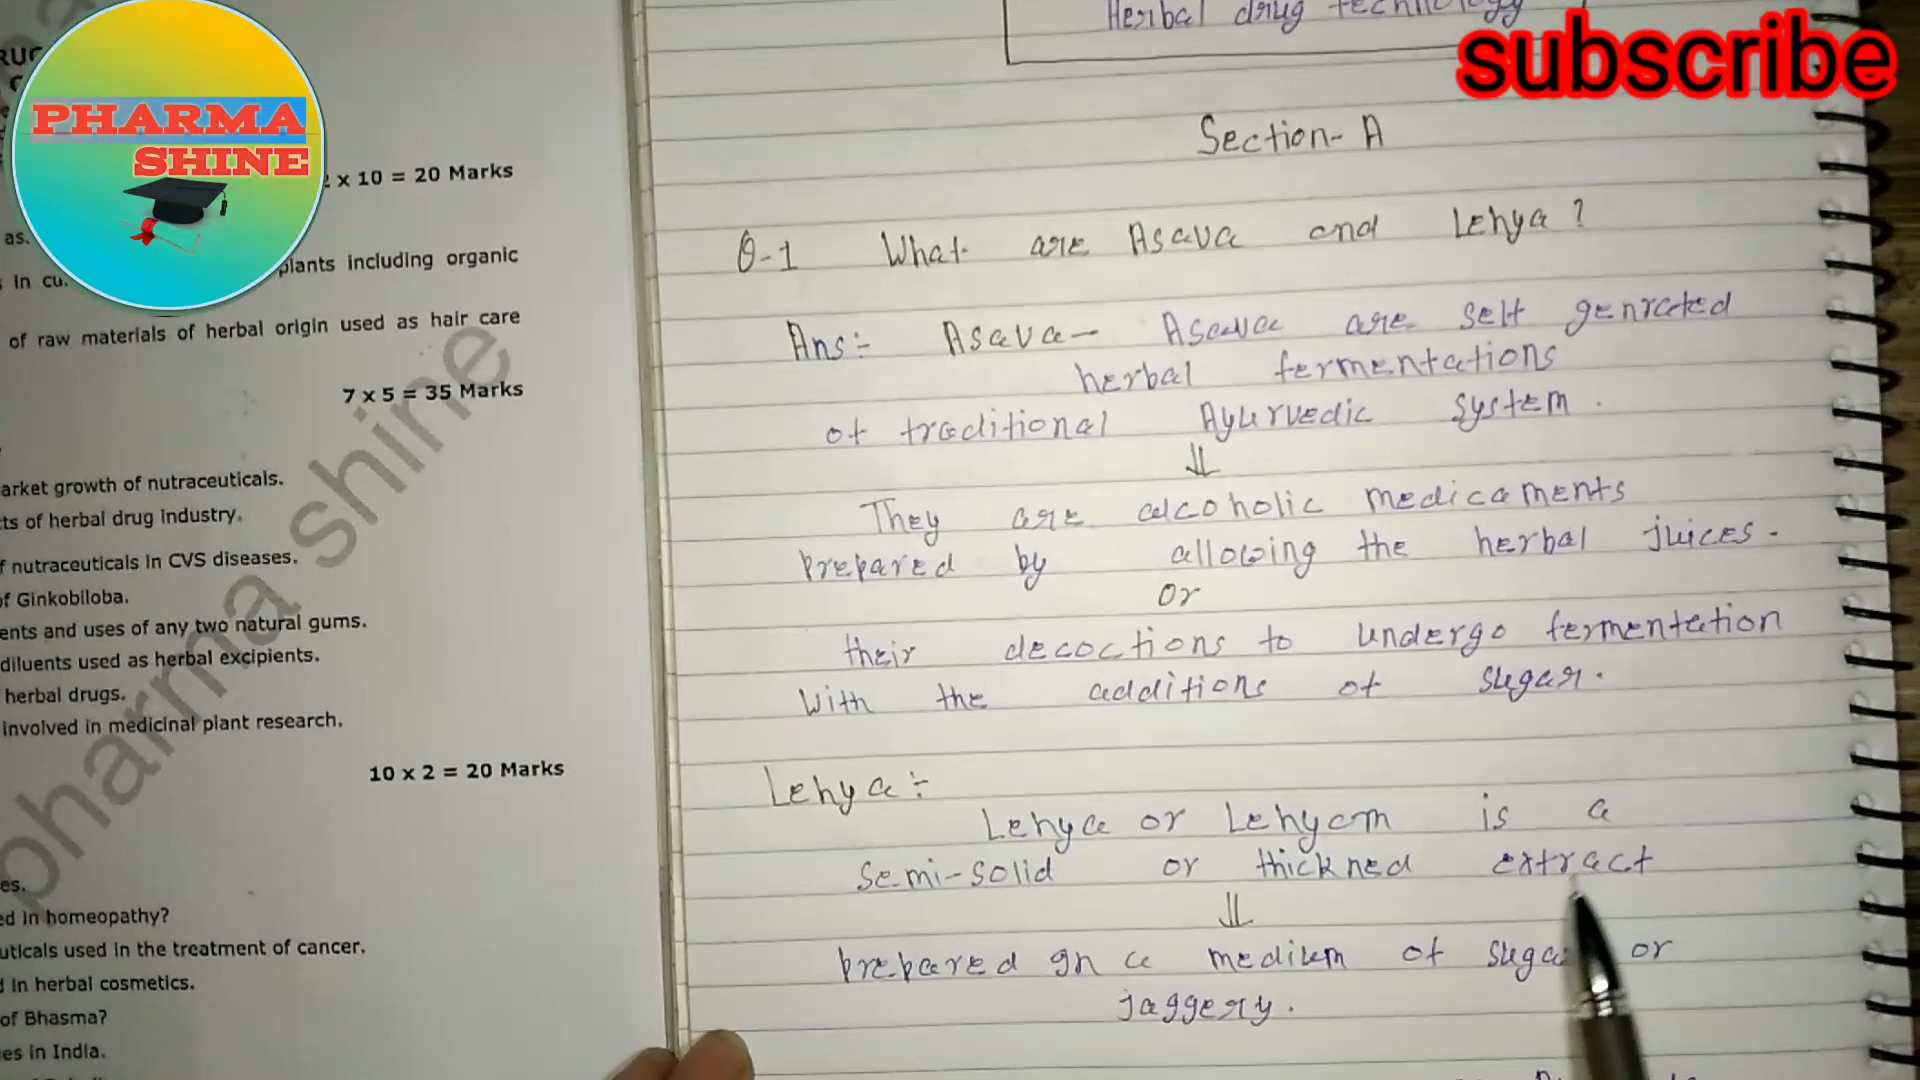 PHARMA
SHINE
subscribe
RUG
2 x 10 = 20 Marks
as.
plants including organic
of raw materials of herbal origin used as hair care
7 x 5 = 35 Marks
arket growth of nutraceuticals.
ts of herbal drug industry.
f nutraceuticals in CVS diseases.
of Ginkobiloba.
ents and uses of any two natural gums.
diluents used as herbal excipients.
herbal drugs.
involved in medicinal plant research.
10 x 2 = 20 Marks
es.
ed in homeopathy?
uticals used in the treatment of cancer.
d in herbal cosmetics.
of Bhasma?
es in India.
pharma shine
Herbal drug technology
Section- A
Q-1 What are Asava and Lehya?
Ans:- Asava- Asava are self genrated
herbal fermentations
of traditional Ayurvedic system.
⇓
They are alcoholic medicaments
prepared by allowing the herbal juices.
or
their decoctions to undergo fermentation
with the additions of sugar.
Lehya:-
Lehya or Lehyam is a
semi-solid or thickned extract
⇓
prepared In a medium of sugar or
jaggery.